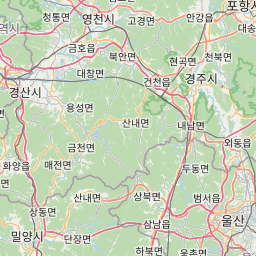 포항시
청통면
영천시
고경면
안강읍
금호읍
북안면
천북면
대송
대창면
건천읍
현곡면
경주시
경산시
용성면
산내면
내남면
외동읍
금천면
화양읍
매전면
두동면
산내면
상북면
범서읍
상동면
울산
밀양시
삼남읍
단장면
하북면
웅촌면